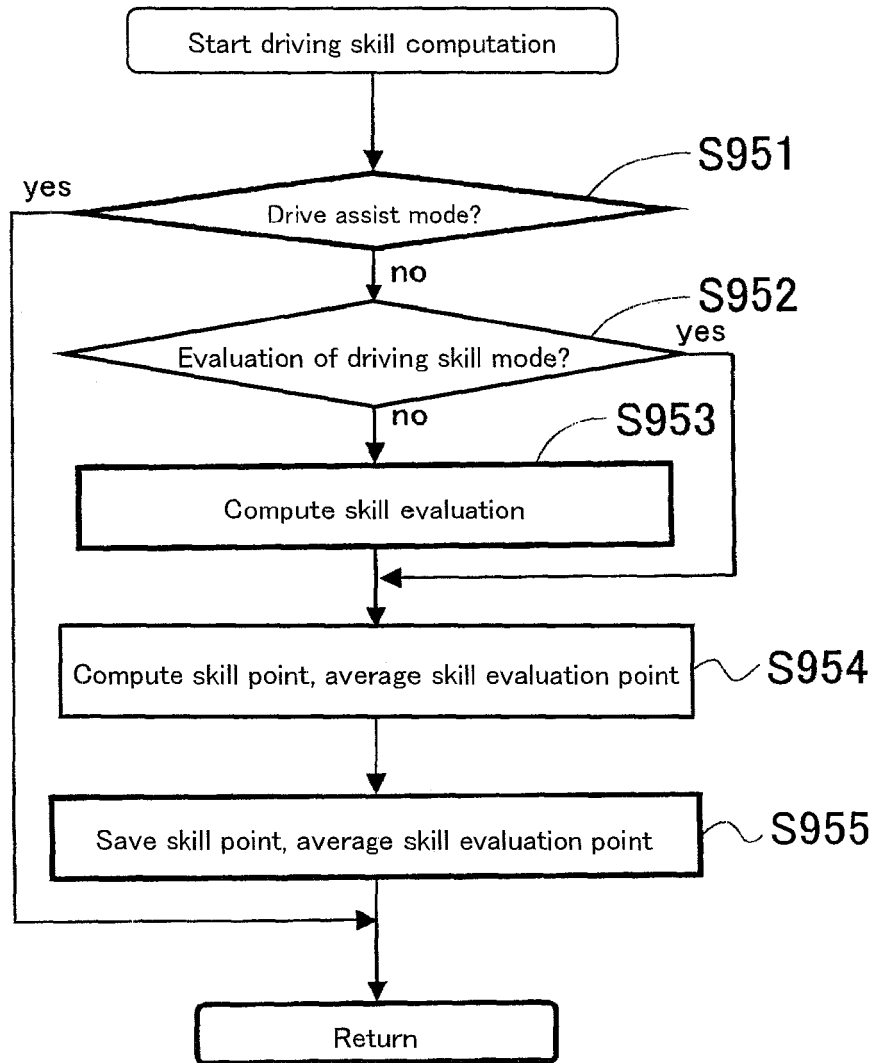 Start driving skill computation
S951
yes
Drive assist mode?
no
S952
yes
Evaluation of driving skill mode?
no
S953
Compute skill evaluation
Compute skill point, average skill evaluation point
S954
Save skill point, average skill evaluation point
S955
Return